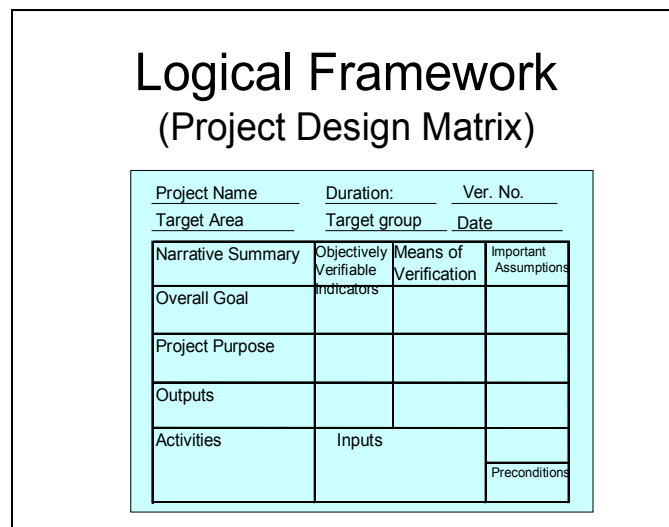 Logical Framework
(Project Design Matrix)
Project Name Duration: Ver. No.
Target Area Target group Date
Narrative Summary
Objectively
Verifiable
Indicators
Means of
Verification
Important
Assumptions
Overall Goal
Project Purpose
Outputs
Activities
Inputs
Preconditions